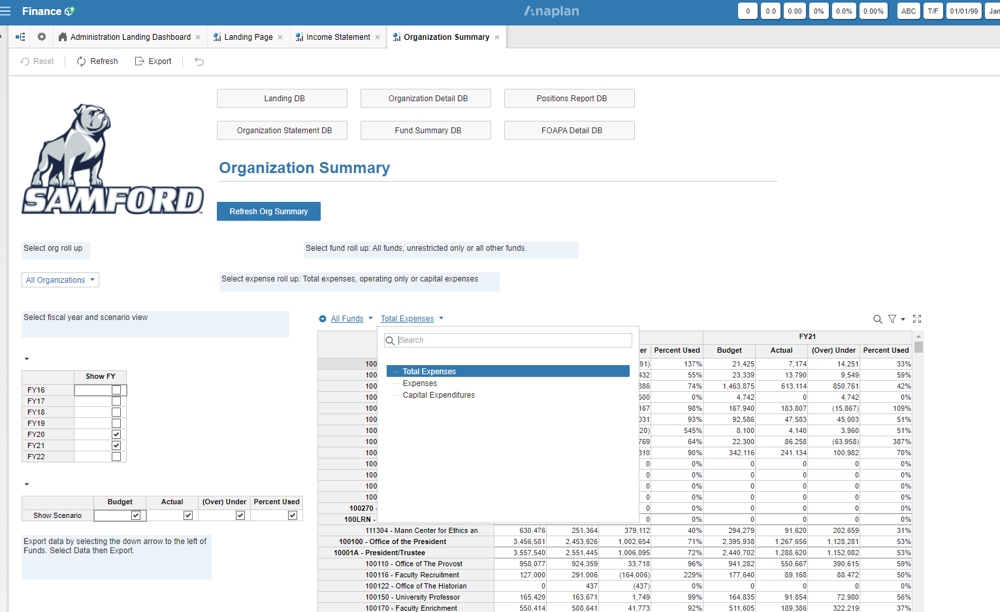 Finance
Anaplan
0 0.0 0.00 0% 0.0% 0.00% ABC T/F 01/01/99 Jan
Administration Landing Dashboard × Landing Page × Income Statement × Organization Summary ×
Reset Refresh Export
SAMFORD
Landing DB Organization Detail DB Positions Report DB
Organization Statement DB Fund Summary DB FOAPA Detail DB
Organization Summary
Refresh Org Summary
Select org roll up
Select fund roll up: All funds, unrestricted only or all other funds.
All Organizations
Select expense roll up: Total expenses, operating only or capital expenses
Select fiscal year and scenario view
Show FY
FY16
FY17
FY18
FY19
FY20
FY21
FY22
Budget Actual (Over) Under Percent Used
Show Scenario
Export data by selecting the down arrow to the left of
Funds. Select Data then Export.
All Funds Total Expenses
Search
Total Expenses
Expenses
Capital Expenditures
FY21
er Percent Used Budget Actual (Over) Under Percent Used
100 91) 137% 21,425 7,174 14,251 33%
100 432 55% 23,339 13,790 9,549 59%
100 386 74% 1,463,875 613,114 850,761 42%
100 500 0% 4,742 0 4,742 0%
100 167 98% 167,940 183,807 (15,867) 109%
100 031 93% 92,586 47,583 45,003 51%
100 20) 545% 8,100 4,140 3,960 51%
100 769 64% 22,300 86,258 (63,958) 387%
100 310 90% 342,116 241,134 100,982 70%
100 0 0% 0 0 0 0%
100 0 0% 0 0 0 0%
100 0 0% 0 0 0 0%
100 0 0% 0 0 0 0%
100270 - 0 0% 0 0 0 0%
100LRN - 0 0% 0 0 0 0%
111304 - Mann Center for Ethics an 630,476 251,364 379,112 40% 294,279 91,620 202,659 31%
100100 - Office of the President 3,456,581 2,453,926 1,002,654 71% 2,395,938 1,267,656 1,128,281 53%
10001A - President/Trustee 3,557,540 2,551,445 1,006,095 72% 2,440,702 1,288,620 1,152,082 53%
100110 - Office of The Provost 958,077 924,359 33,718 96% 941,282 550,667 390,615 59%
100116 - Faculty Recruitment 127,000 291,006 (164,006) 229% 177,640 89,168 88,472 50%
100122 - Office of The Historian 0 437 (437) 0% 0 0 0 0%
100150 - University Professor 165,420 163,671 1,749 99% 164,835 91,854 72,980 56%
100170 - Faculty Enrichment 550,414 508,641 41,773 92% 511,605 189,386 322,219 37%